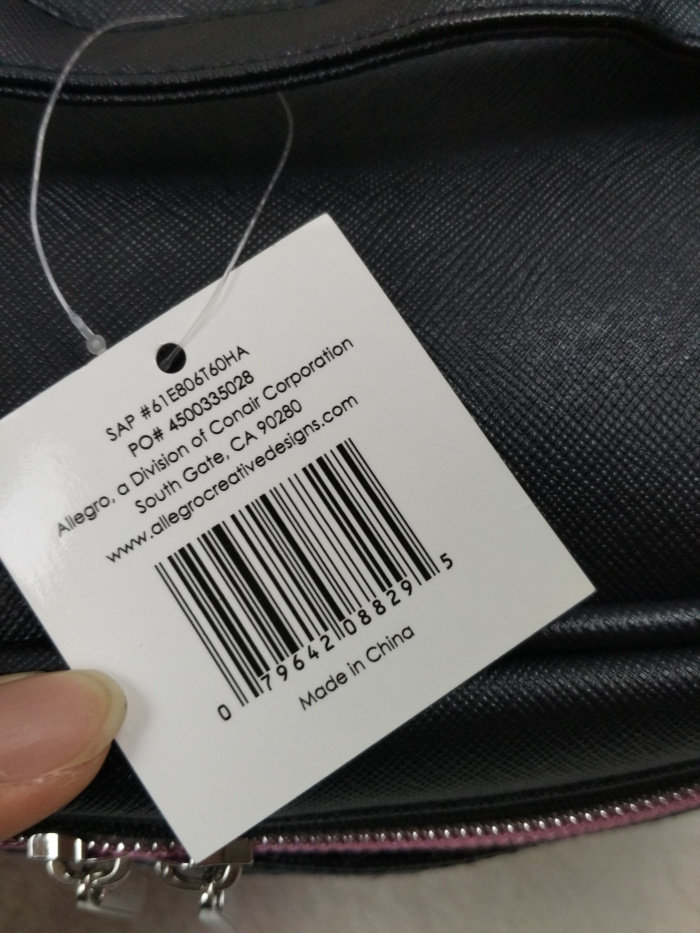 SAP #61E806T60HA
PO# 4500335028
Allegro, a Division of Conair Corporation
South Gate, CA 90280
www.allegrocreativedesigns.com
0 79642 08829 5
Made in China